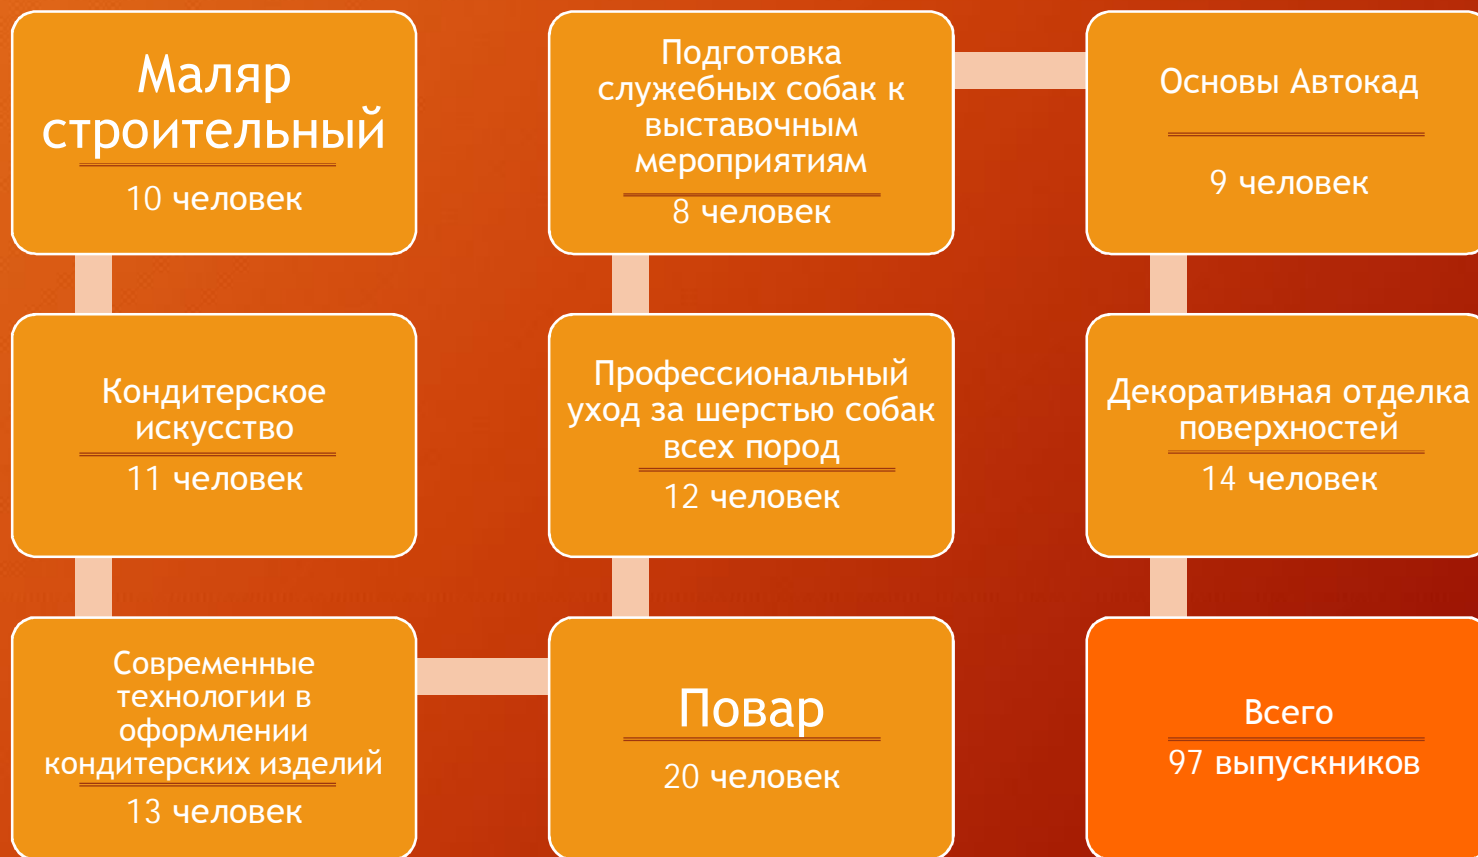 Маляр
строительный
10 человек
Кондитерское
искусство
11 человек
Современные
технологии в
оформлении
кондитерских изделий
13 человек
Повар
20 человек
Профессиональный
уход за шерстью собак
всех пород
12 человек
Подготовка
служебных собак к
выставочным
мероприятиям
8 человек
Основы Автокад
9 человек
Декоративная отделка
поверхностей
14 человек
Всего
97 выпускников